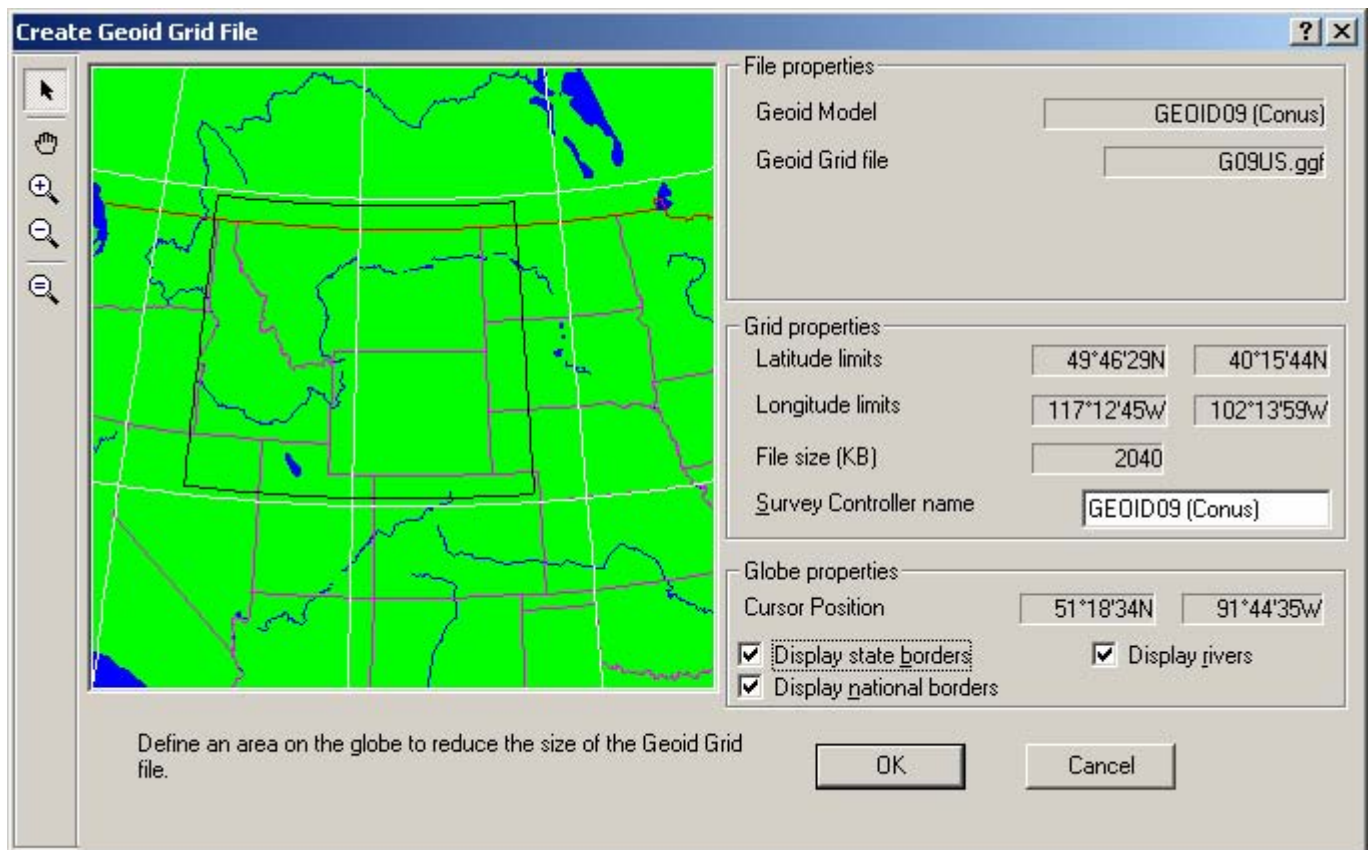 Create Geoid Grid File
File properties
Geoid Model GEOID09 (Conus)
Geoid Grid file G09US.ggf
Grid properties
Latitude limits 49°46'29N 40°15'44N
Longitude limits 117°12'45W 102°13'59W
File size (KB) 2040
Survey Controller name GEOID09 (Conus)
Globe properties
Cursor Position 51°18'34N 91°44'35W
Display state borders Display rivers
Display national borders
Define an area on the globe to reduce the size of the Geoid Grid
file.
OK Cancel